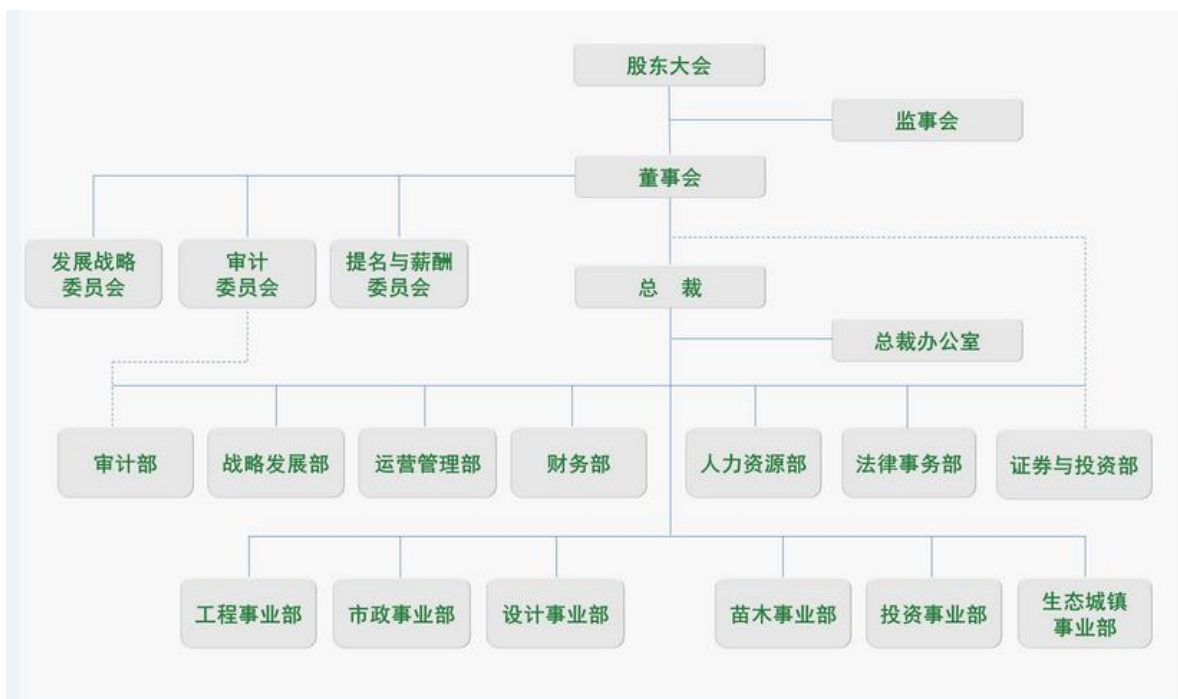 股东大会
监事会
董事会
发展战略
委员会
审计
委员会
提名与薪酬
委员会
总 裁
总裁办公室
审计部
战略发展部
运营管理部
财务部
人力资源部
法律事务部
证券与投资部
工程事业部
市政事业部
设计事业部
苗木事业部
投资事业部
生态城镇
事业部